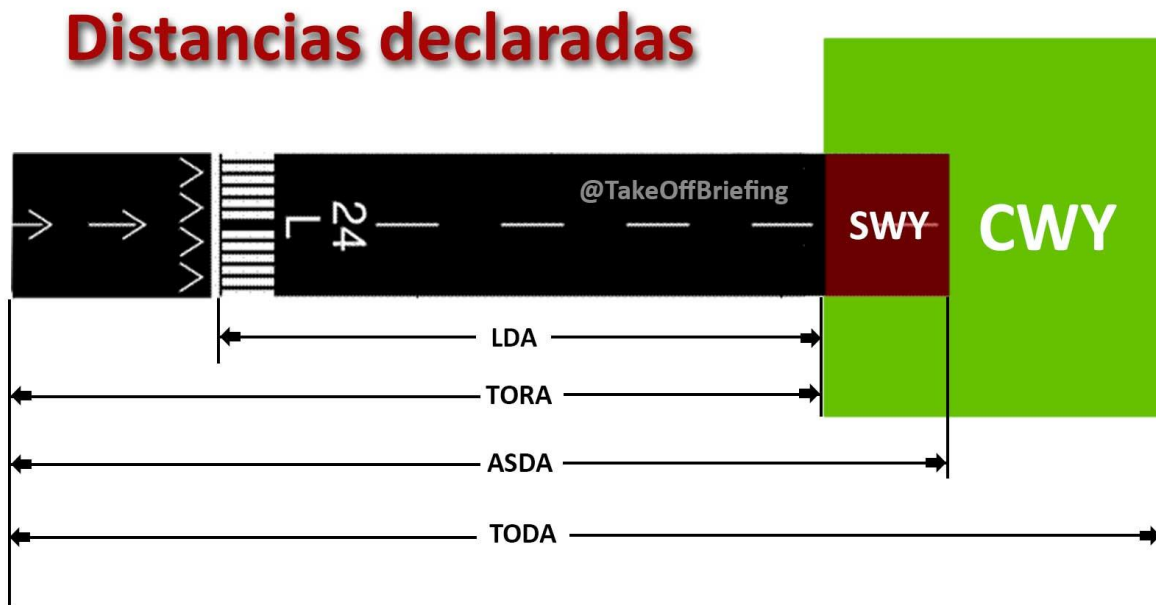 Distancias declaradas
@TakeOffBriefing
24
L
SWY
CWY
LDA
TORA
ASDA
TODA